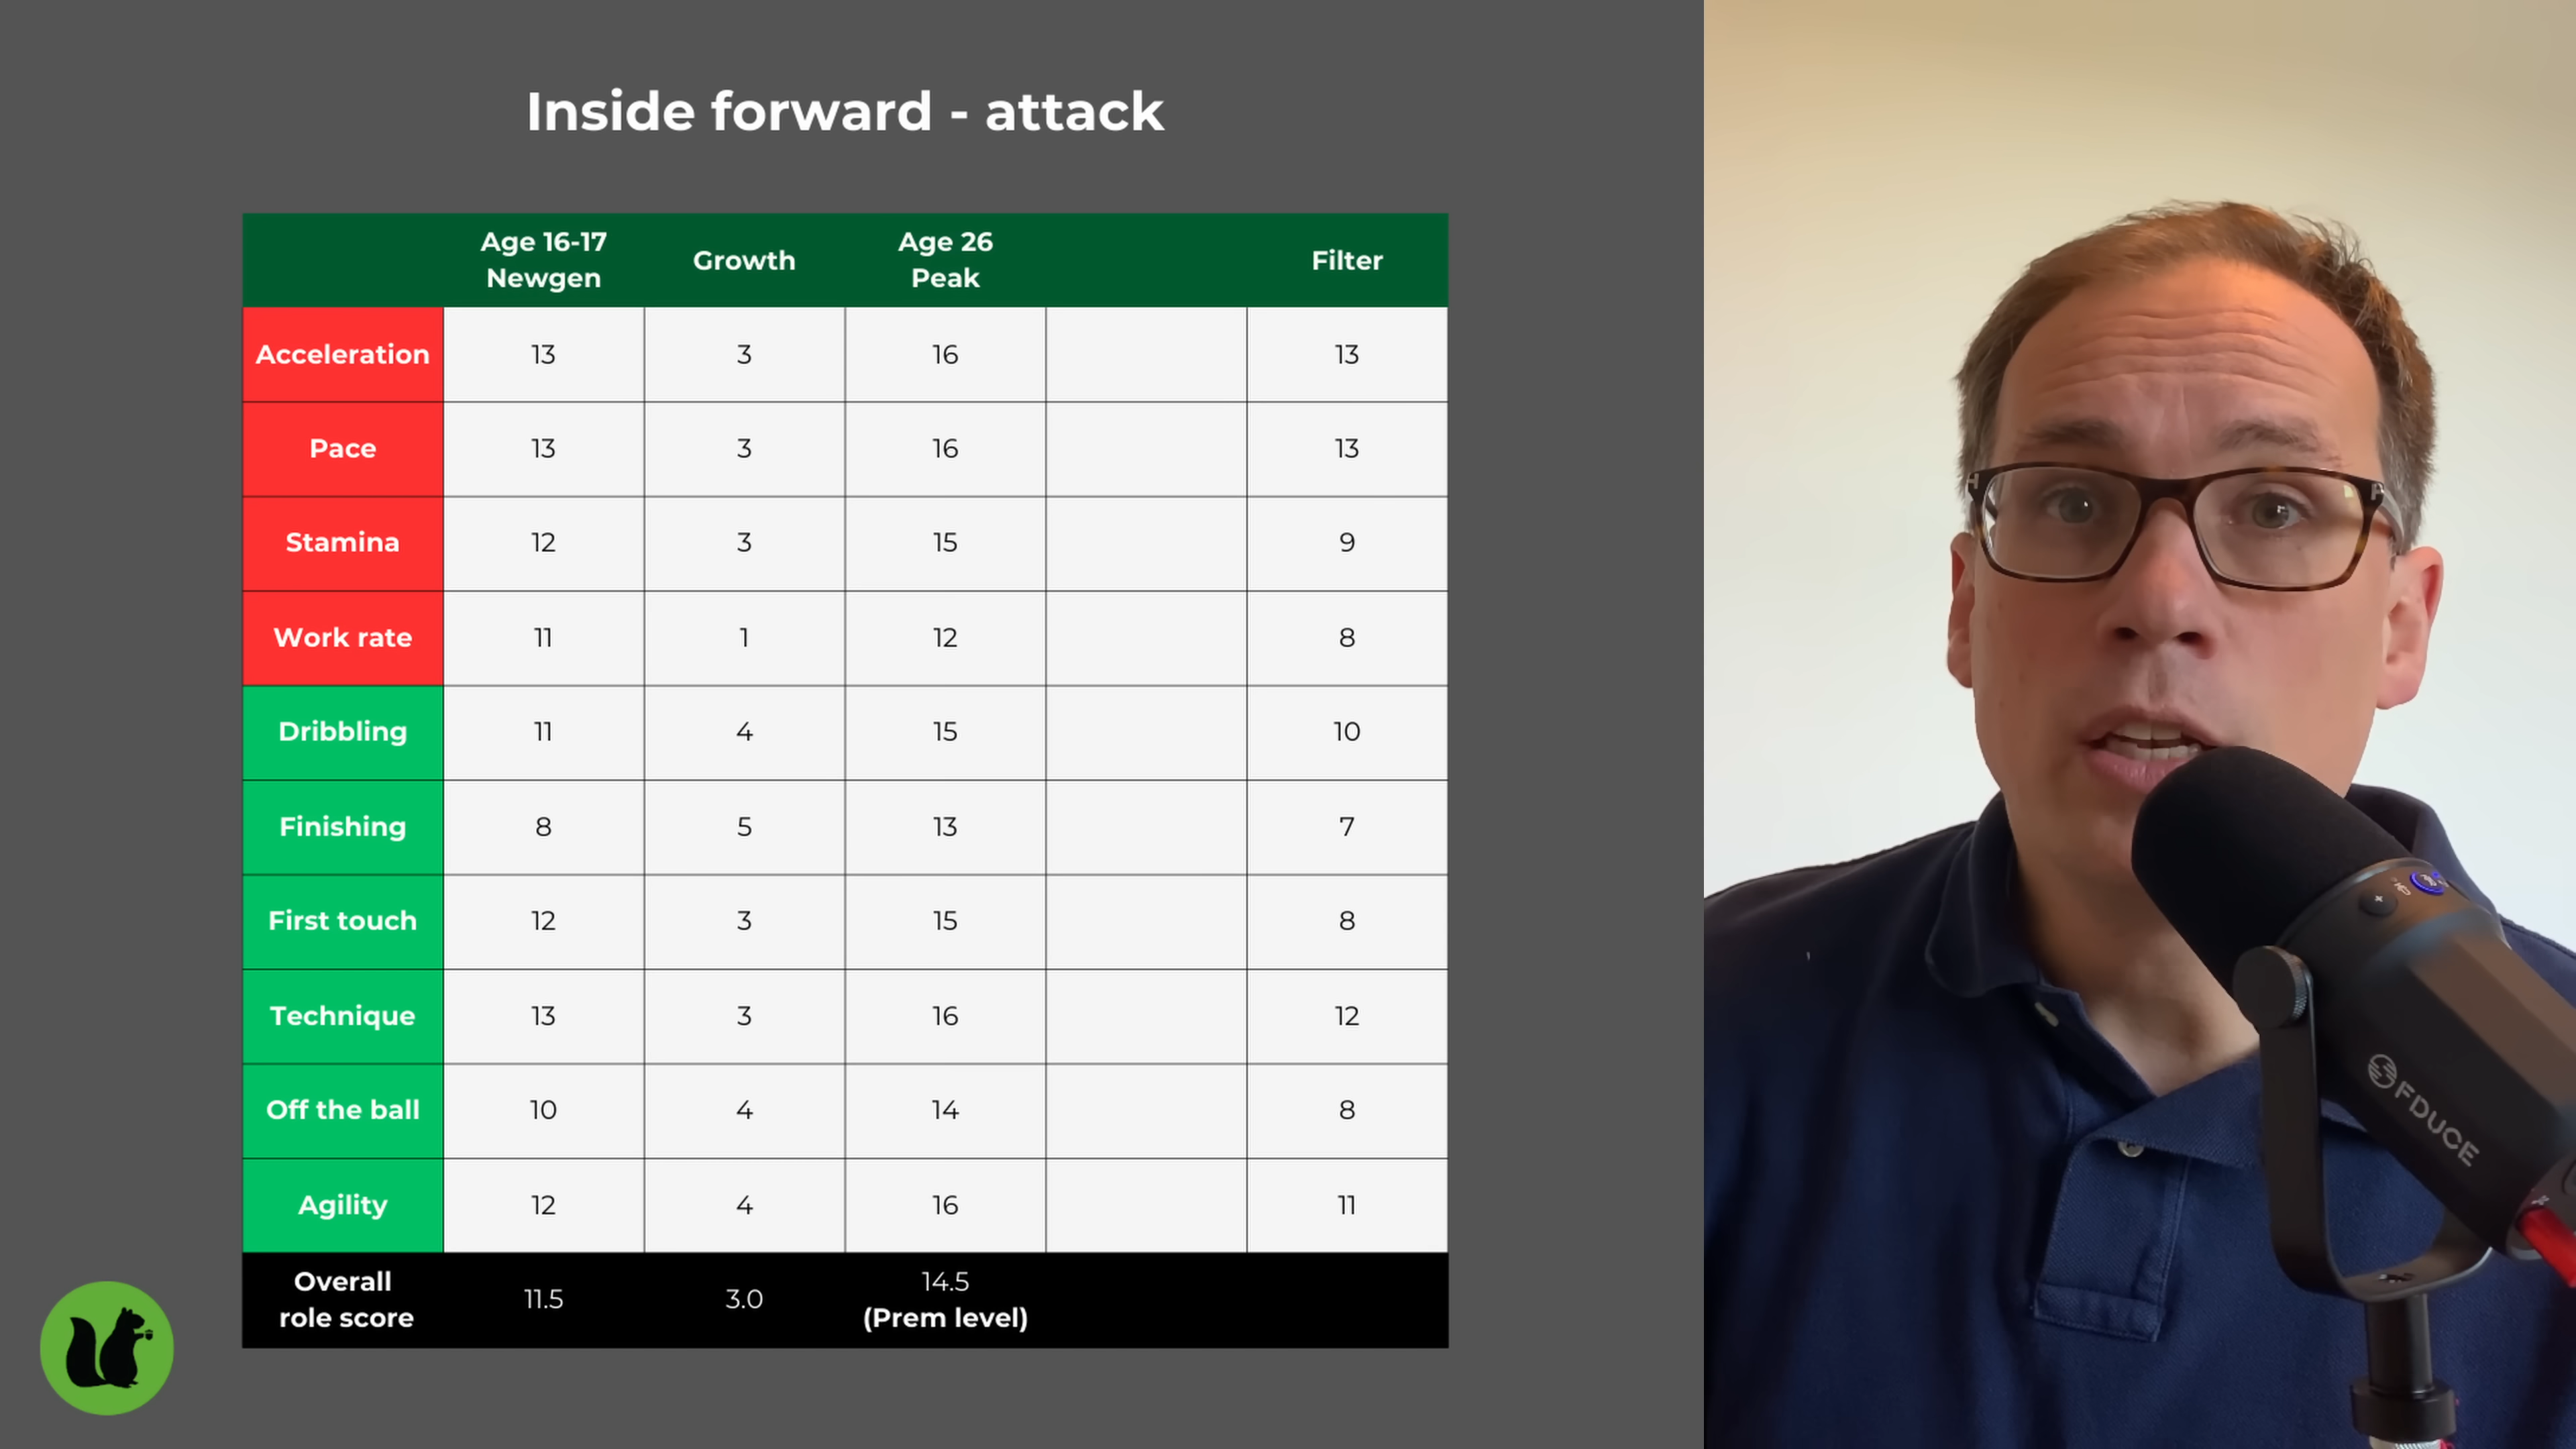 Inside forward - attack
Age 16-17 Growth Age 26 Filter
Newgen Peak
Acceleration 13 3 16 13
Pace 13 3 16 13
Stamina 12 3 15 9
Work rate 11 1 12 8
Dribbling 11 4 15 10
Finishing 8 5 13 7
First touch 12 3 15 8
Technique 13 3 16 12
Off the ball 10 4 14 8
Agility 12 4 16 11
Overall 11.5 3.0 14.5
role score (Prem level)
FDUCE